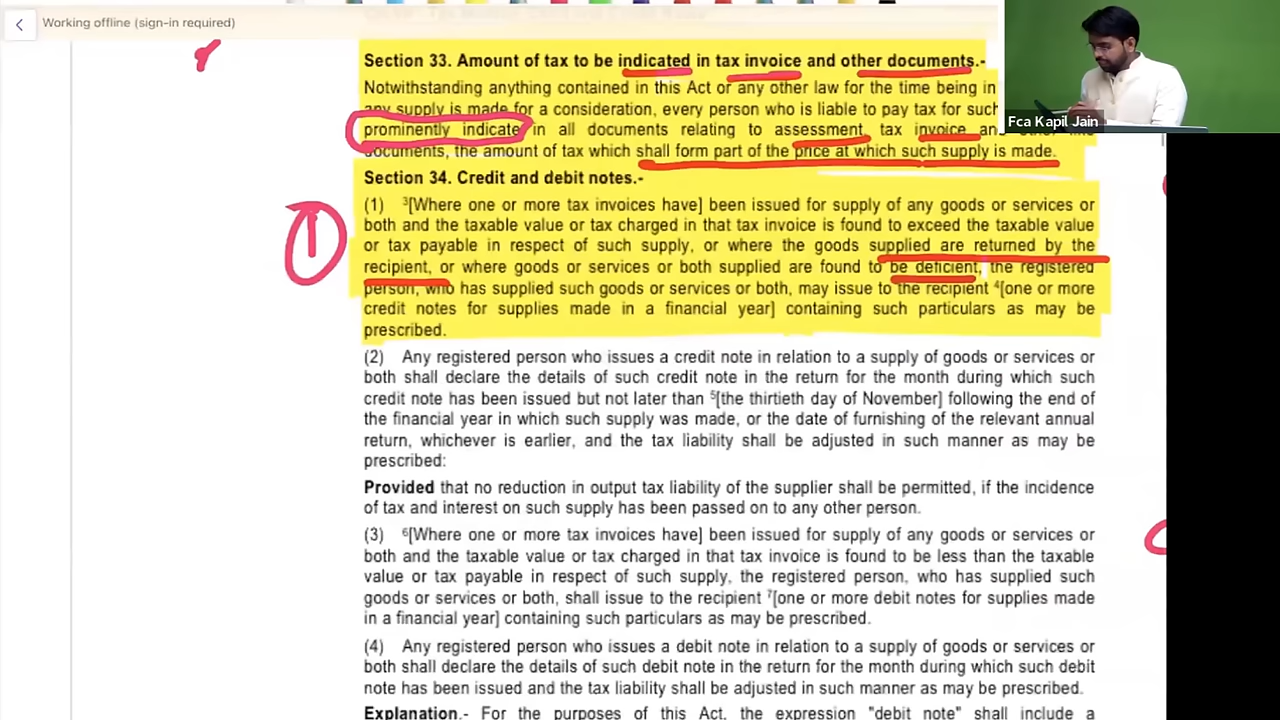 Working offline (sign-in required)
Section 33. Amount of tax to be indicated in tax invoice and other documents.-
Notwithstanding anything contained in this Act or any other law for the time being in
any supply is made for a consideration, every person who is liable to pay tax for such
Fca Kapil Jain
prominently indicate in all documents relating to assessment, tax invoice and other like
documents, the amount of tax which shall form part of the price at which such supply is made.
Section 34. Credit and debit notes.-
(1) ³[Where one or more tax invoices have] been issued for supply of any goods or services or
both and the taxable value or tax charged in that tax invoice is found to exceed the taxable value
or tax payable in respect of such supply, or where the goods supplied are returned by the
recipient, or where goods or services or both supplied are found to be deficient, the registered
person, who has supplied such goods or services or both, may issue to the recipient ⁴[one or more
credit notes for supplies made in a financial year] containing such particulars as may be
prescribed.
(2) Any registered person who issues a credit note in relation to a supply of goods or services or
both shall declare the details of such credit note in the return for the month during which such
credit note has been issued but not later than ⁵[the thirtieth day of November] following the end of
the financial year in which such supply was made, or the date of furnishing of the relevant annual
return, whichever is earlier, and the tax liability shall be adjusted in such manner as may be
prescribed:
Provided that no reduction in output tax liability of the supplier shall be permitted, if the incidence
of tax and interest on such supply has been passed on to any other person.
(3) ⁶[Where one or more tax invoices have] been issued for supply of any goods or services or
both and the taxable value or tax charged in that tax invoice is found to be less than the taxable
value or tax payable in respect of such supply, the registered person, who has supplied such
goods or services or both, shall issue to the recipient ⁷[one or more debit notes for supplies made
in a financial year] containing such particulars as may be prescribed.
(4) Any registered person who issues a debit note in relation to a supply of goods or services or
both shall declare the details of such debit note in the return for the month during which such debit
note has been issued and the tax liability shall be adjusted in such manner as may be prescribed.
Explanation.- For the purposes of this Act, the expression "debit note" shall include a